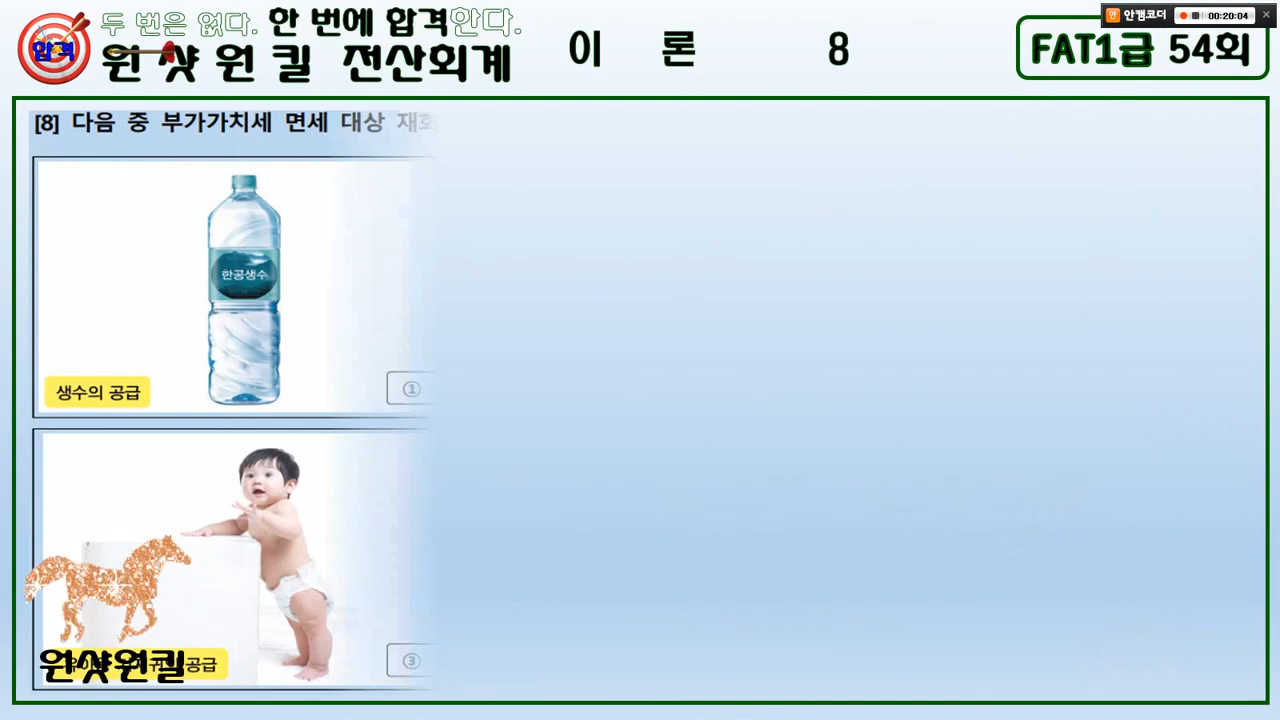 두 번은 없다. 한 번에 합격한다.
합격
원 샷 원 킬 전산회계
이 론 8
안캠코더
00:20:04
FAT1급 54회
[8] 다음 중 부가가치세 면세 대상 재화
한공생수
생수의 공급
①
③
공급
원샷원킬